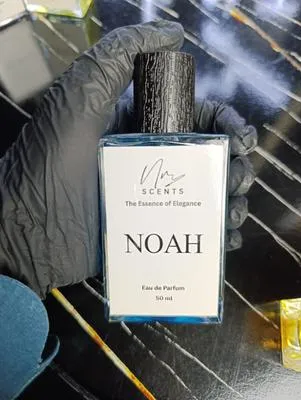 SCENTS
The Essence of Elegance
NOAH
Eau de Parfum
50 ml